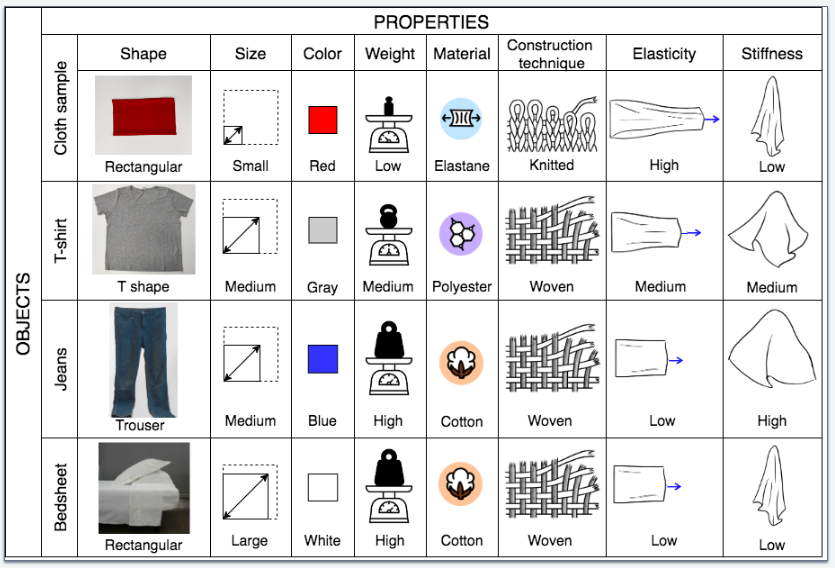 PROPERTIES
Shape Size Color Weight Material Construction technique Elasticity Stiffness
OBJECTS
Cloth sample
Rectangular Small Red Low Elastane Knitted High Low
T-shirt
T shape Medium Gray Medium Polyester Woven Medium Medium
Jeans
Trouser Medium Blue High Cotton Woven Low High
Bedsheet
Rectangular Large White High Cotton Woven Low Low